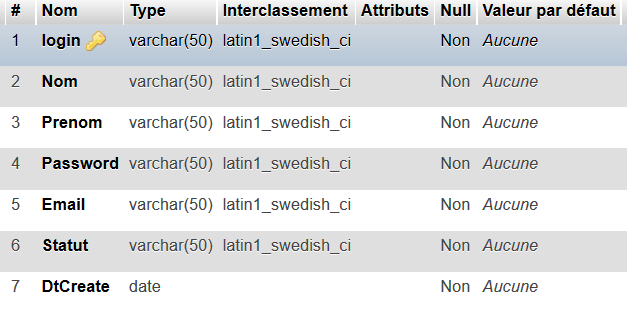 # Nom Type Interclassement Attributs Null Valeur par défaut
1 login varchar(50) latin1_swedish_ci Non Aucune
2 Nom varchar(50) latin1_swedish_ci Non Aucune
3 Prenom varchar(50) latin1_swedish_ci Non Aucune
4 Password varchar(50) latin1_swedish_ci Non Aucune
5 Email varchar(50) latin1_swedish_ci Non Aucune
6 Statut varchar(50) latin1_swedish_ci Non Aucune
7 DtCreate date Non Aucune